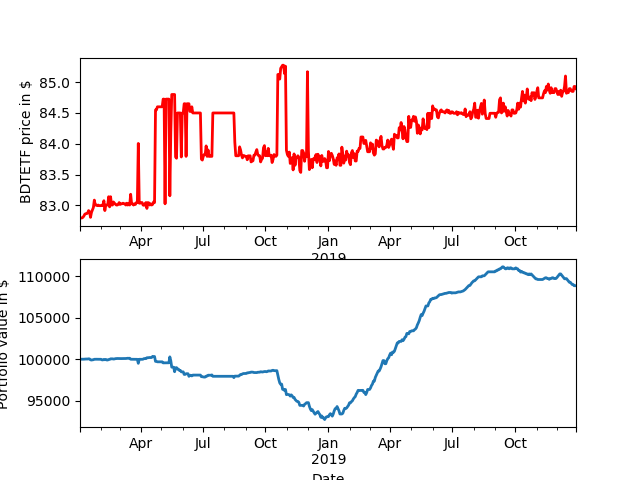 BDTETF price in $
85.0
84.5
84.0
83.5
83.0
Apr Jul Oct Jan Apr Jul Oct
2019
Portfolio value in $
110000
105000
100000
95000
Apr Jul Oct Jan Apr Jul Oct
2019
Date